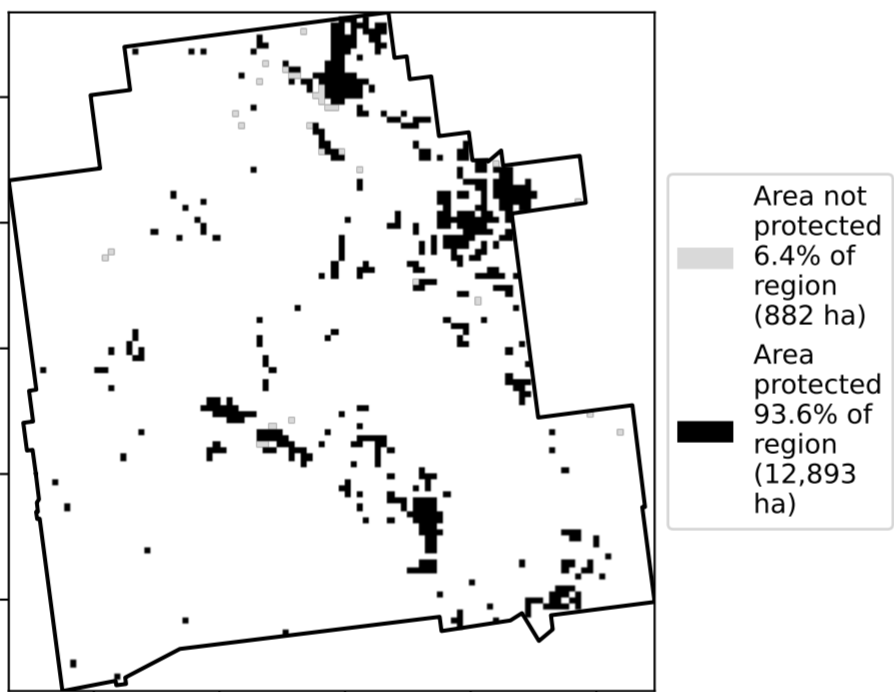 Area not
protected
6.4% of
region
(882 ha)
Area
protected
93.6% of
region
(12,893
ha)